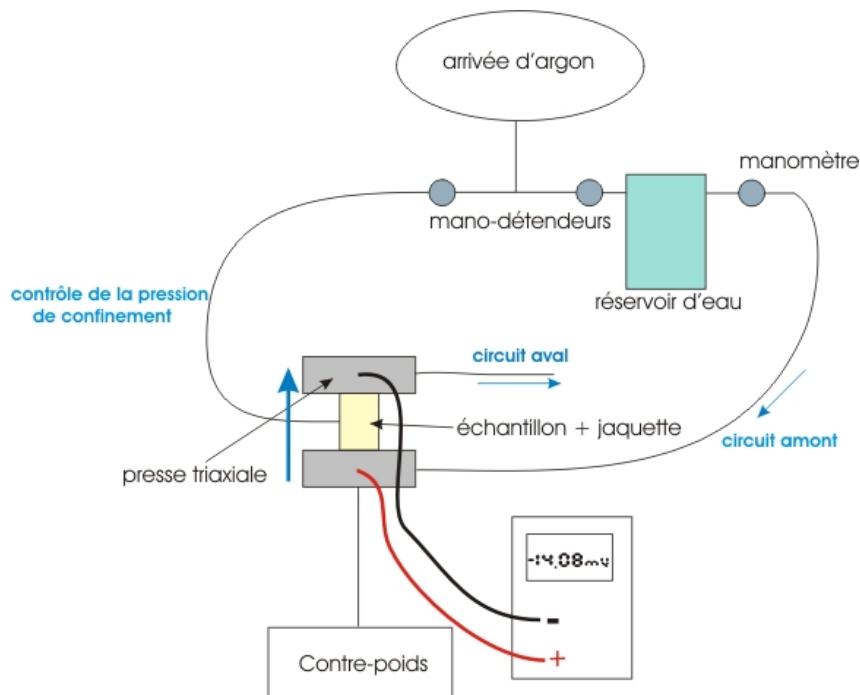 arrivée d'argon
manomètre
mano-détendeurs
réservoir d'eau
contrôle de la pression
de confinement
circuit aval
circuit amont
échantillon + jaquette
presse triaxiale
-14.08mV
-
+
Contre-poids